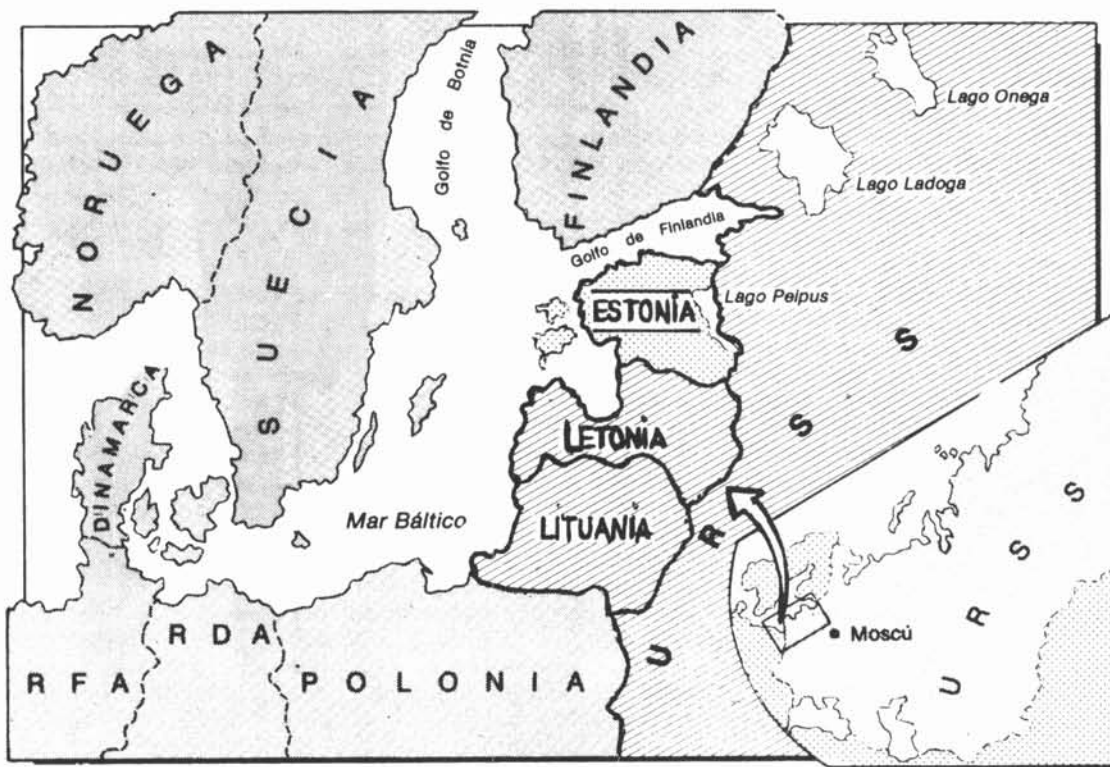 NORUEGA
SUECIA
Golfo de Botnia
FINLANDIA
Lago Onega
Lago Ladoga
Golfo de Finlandia
ESTONIA
Lago Peipus
DINAMARCA
LETONIA
Mar Báltico
LITUANIA
URSS
RFA
RDA
POLONIA
Moscú
URSS